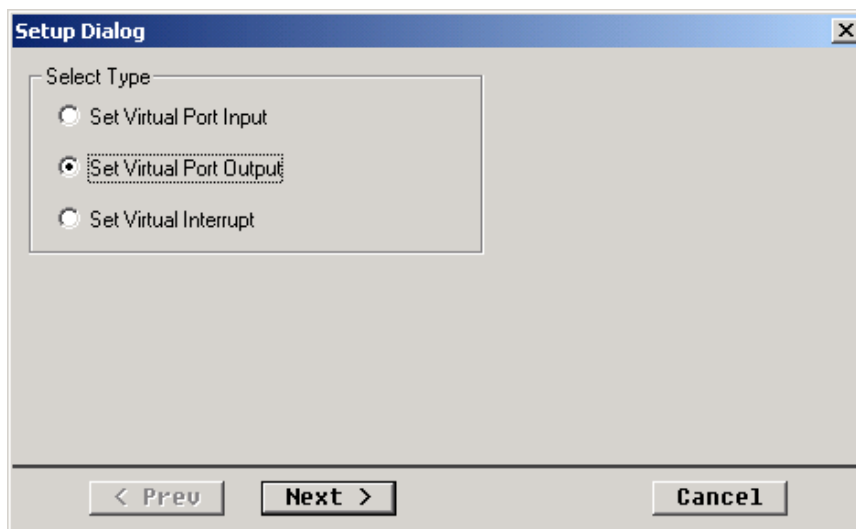 Setup Dialog
Select Type
Set Virtual Port Input
Set Virtual Port Output
Set Virtual Interrupt
< Prev Next > Cancel